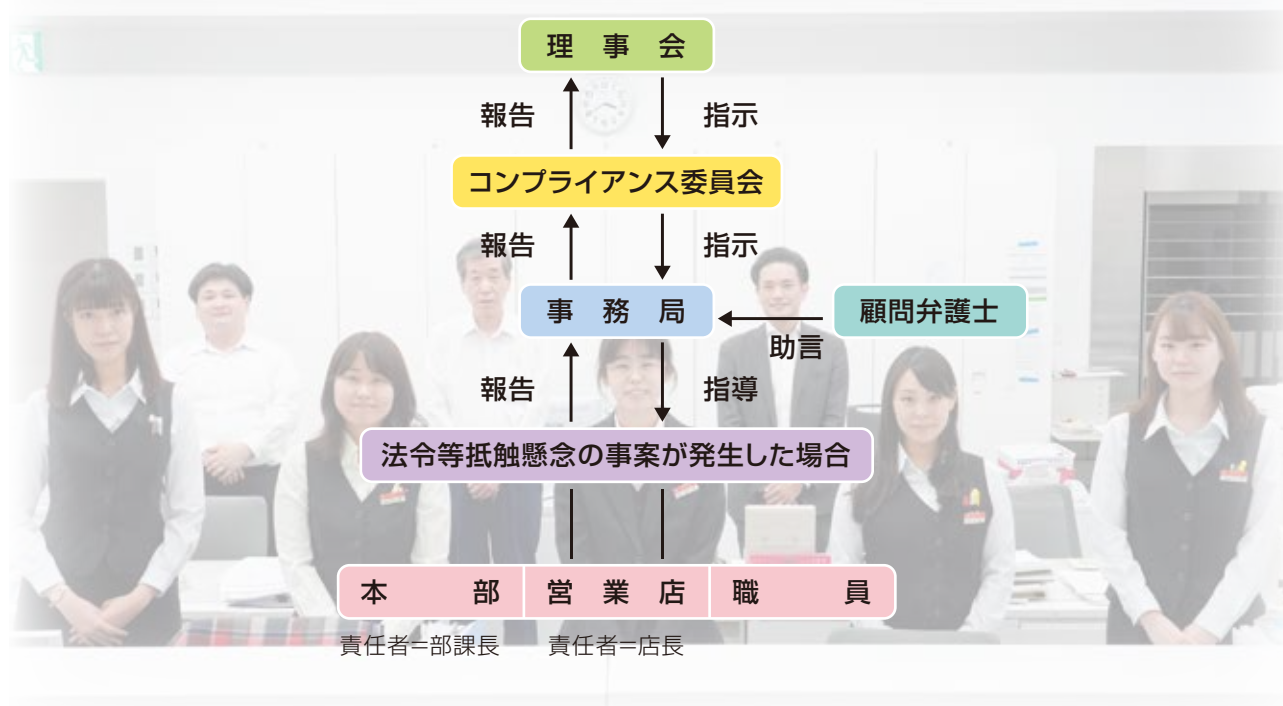 理事会
報告 指示
コンプライアンス委員会
報告 指示
事務局 顧問弁護士
助言
報告 指導
法令等抵触懸念の事案が発生した場合
本部 営業店 職員
責任者=部課長 責任者=店長